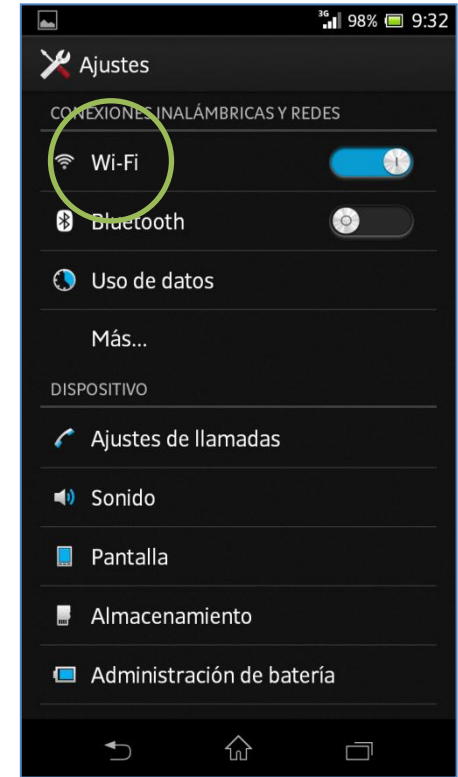 3G 98% 9:32
Ajustes
CONEXIONES INALÁMBRICAS Y REDES
Wi-Fi
Bluetooth
Uso de datos
Más...
DISPOSITIVO
Ajustes de llamadas
Sonido
Pantalla
Almacenamiento
Administración de batería